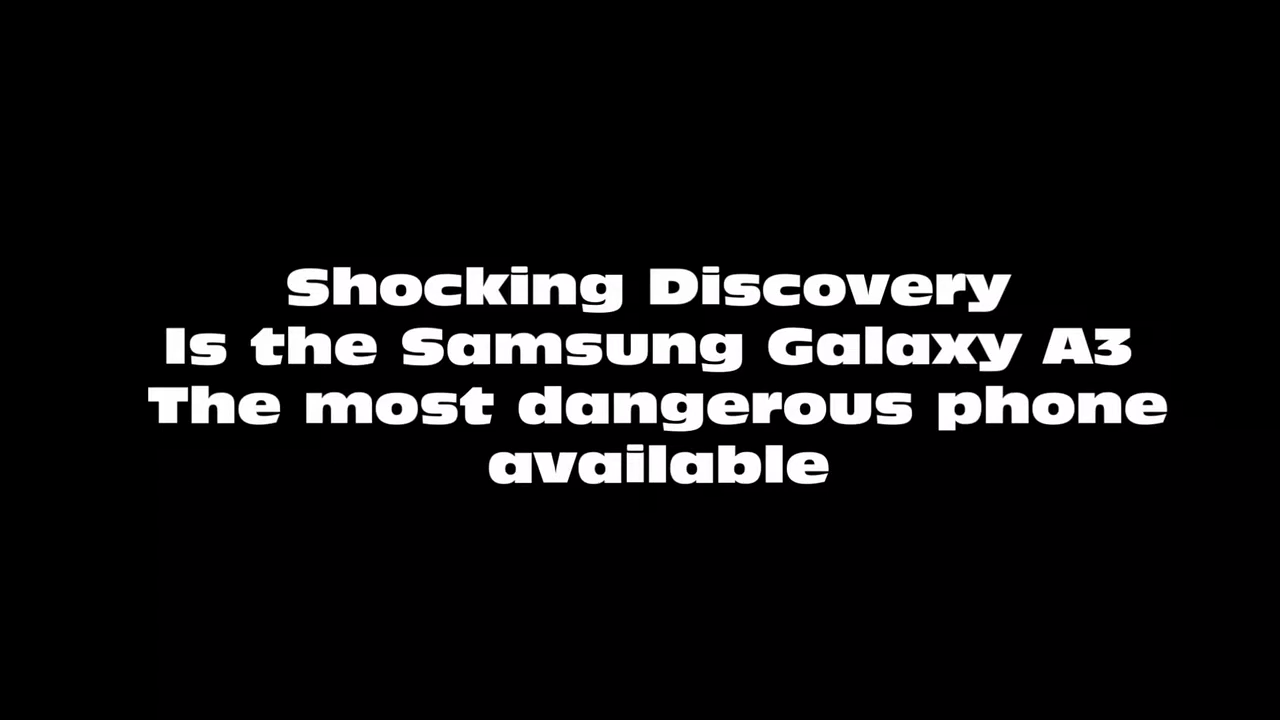 Shocking Discovery
Is the Samsung Galaxy A3
The most dangerous phone
available